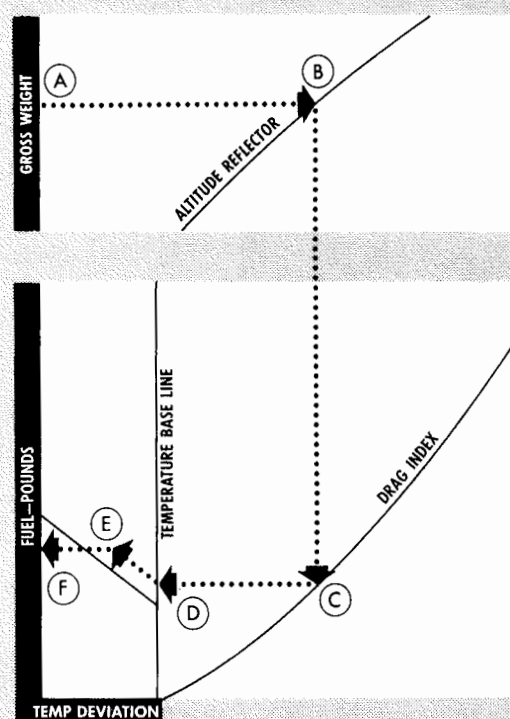 GROSS WEIGHT
A
B
ALTITUDE REFLECTOR
FUEL—POUNDS
TEMPERATURE BASE LINE
DRAG INDEX
E
F
D
C
TEMP DEVIATION